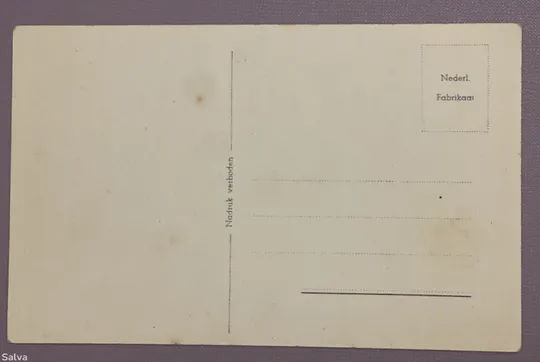 Nederl.
Fabrikaat
Nadruk verboden
Salva